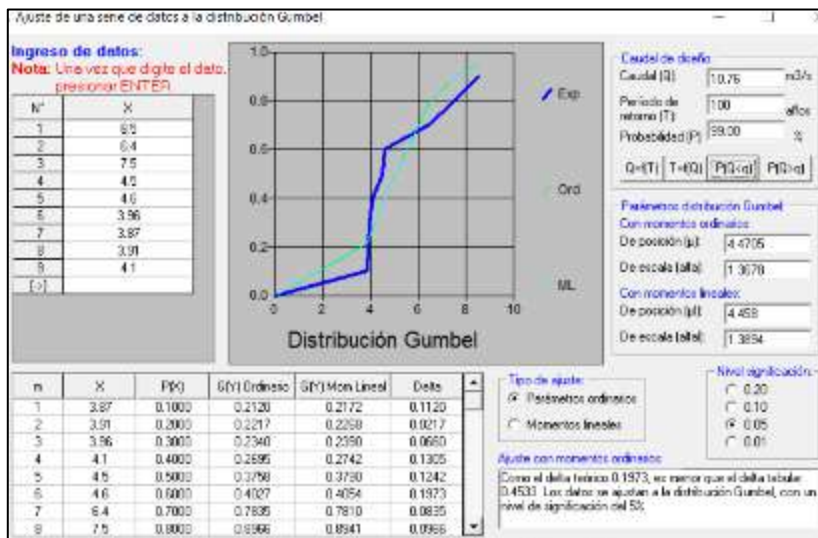 Ajuste de una serie de datos a la distribución Gumbel
Ingreso de datos:
Nota: Una vez que digite el dato,
presionar ENTER
N° X
1
2 6.4
3 7.5
4 4.5
5 4.6
6 3.96
7 3.87
8 3.91
9 4.1
1.0
0.8
0.6
0.4
0.2
0.0
0 2 4 6 8 10
Exp
Ord
ML
Distribución Gumbel
Caudal de diseño
Caudal (Q): 10.76 m3/s
Período de
retorno (T): 100 años
Probabilidad (P): 99.00 %
Q=f(T) T=f(Q) P(Q<q) P(Q>q)
Parámetros distribución Gumbel:
Con momentos ordinarios:
De posición (µ): 4.4705
De escala (alfa): 1.3678
Con momentos lineales:
De posición (µl): 4.458
De escala (alfal): 1.3894
m X P(X) G(Y) Ordinario G(Y) Mom Lineal Delta
1 3.87 0.1000 0.2120 0.2172 0.1120
2 3.91 0.2000 0.2217 0.2268 0.0217
3 3.96 0.3000 0.2340 0.2390 0.0660
4 4.1 0.4000 0.2695 0.2742 0.1305
5 4.5 0.5000 0.3758 0.3790 0.1242
6 4.6 0.6000 0.4027 0.4054 0.1973
7 6.4 0.7000 0.7835 0.7810 0.0835
8 7.5 0.8000 0.8966 0.8941 0.0966
Tipo de ajuste:
Parámetros ordinarios
Momentos lineales
Nivel significación:
0.20
0.10
0.05
0.01
Ajuste con momentos ordinarios:
Como el delta teórico 0.1973, es menor que el delta tabular
0.4533. Los datos se ajustan a la distribución Gumbel, con un
nivel de significación del 5%